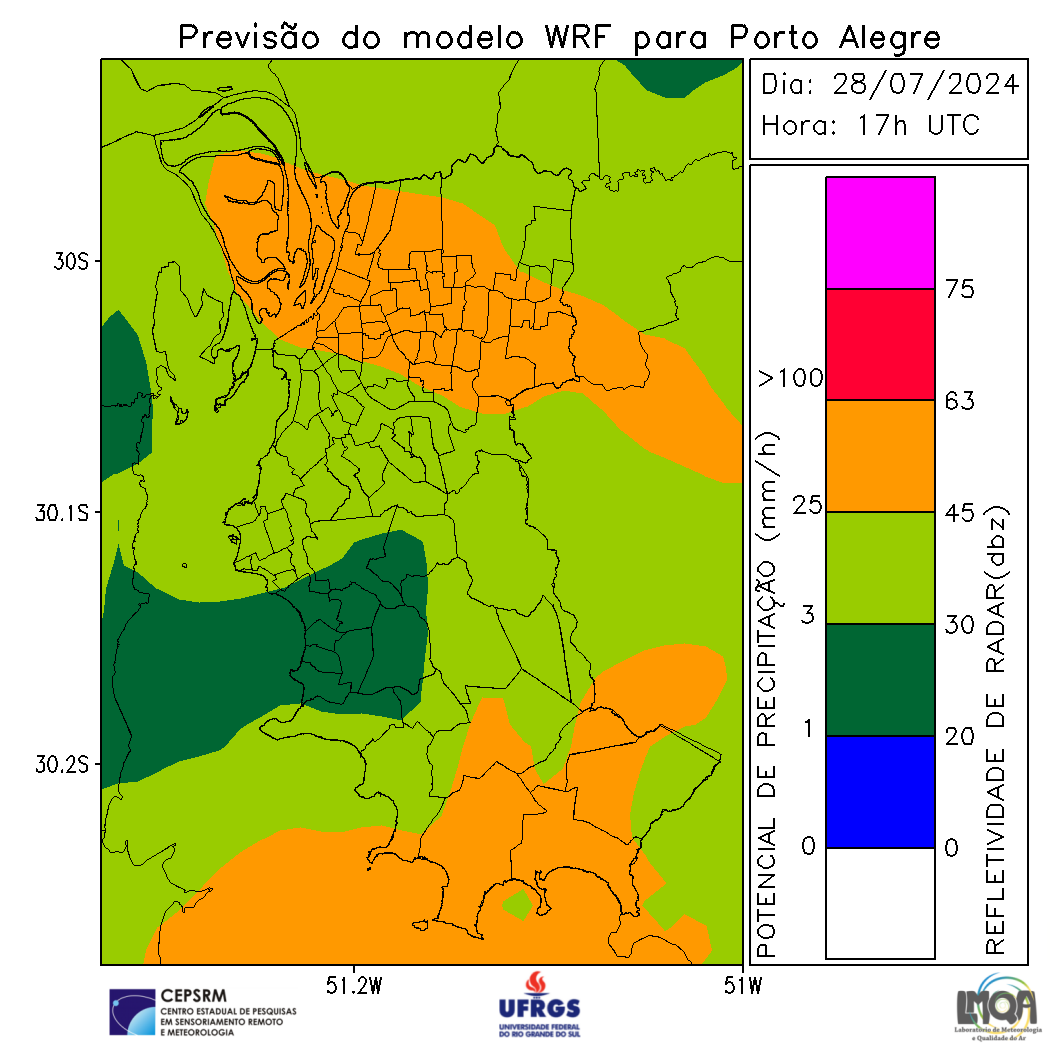 Previsão do modelo WRF para Porto Alegre
Dia: 28/07/2024
Hora: 17h UTC
30S
30.1S
30.2S
51.2W
51W
POTENCIAL DE PRECIPITAÇÃO (mm/h)
>100
25
3
1
0
75
63
45
30
20
0
REFLETIVIDADE DE RADAR(dbz)
CEPSRM
CENTRO ESTADUAL DE PESQUISAS
EM SENSORIAMENTO REMOTO
E METEOROLOGIA
UFRGS
UNIVERSIDADE FEDERAL
DO RIO GRANDE DO SUL
LMQA
Laboratório de Meteorologia
e Qualidade do Ar